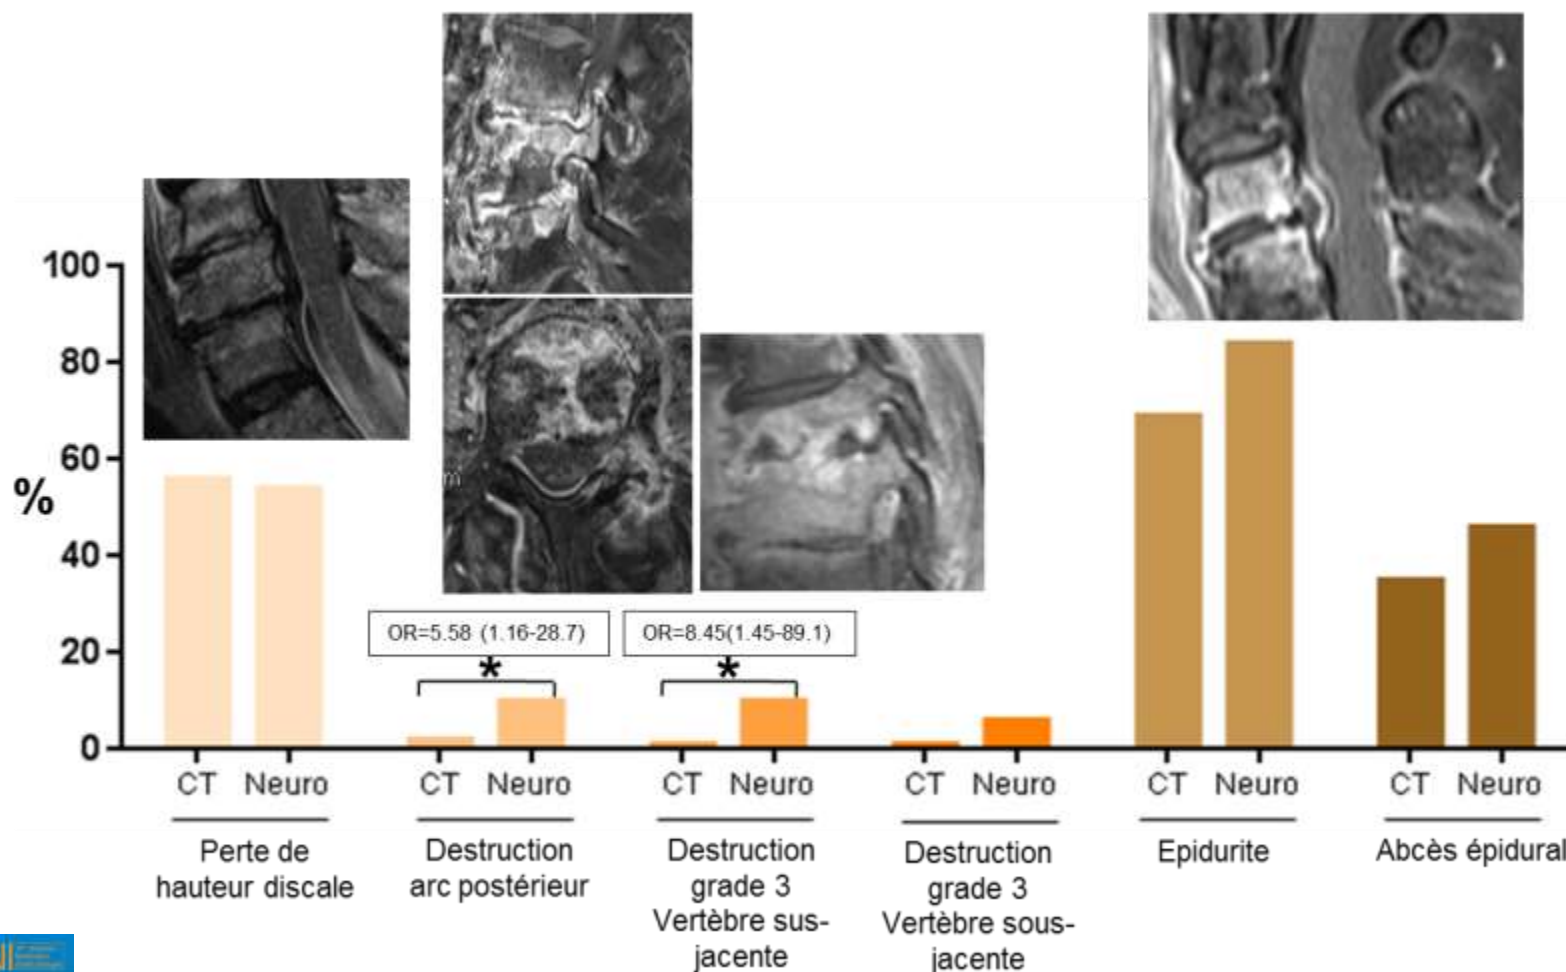 100
80
60
%
40
20
0
m
OR=5.58 (1.16-28.7)
*
OR=8.45(1.45-89.1)
*
CT Neuro
CT Neuro
CT Neuro
CT Neuro
CT Neuro
CT Neuro
Perte de
hauteur discale
Destruction
arc postérieur
Destruction
grade 3
Vertèbre sus-
jacente
Destruction
grade 3
Vertèbre sous-
jacente
Epidurite
Abcès épidural